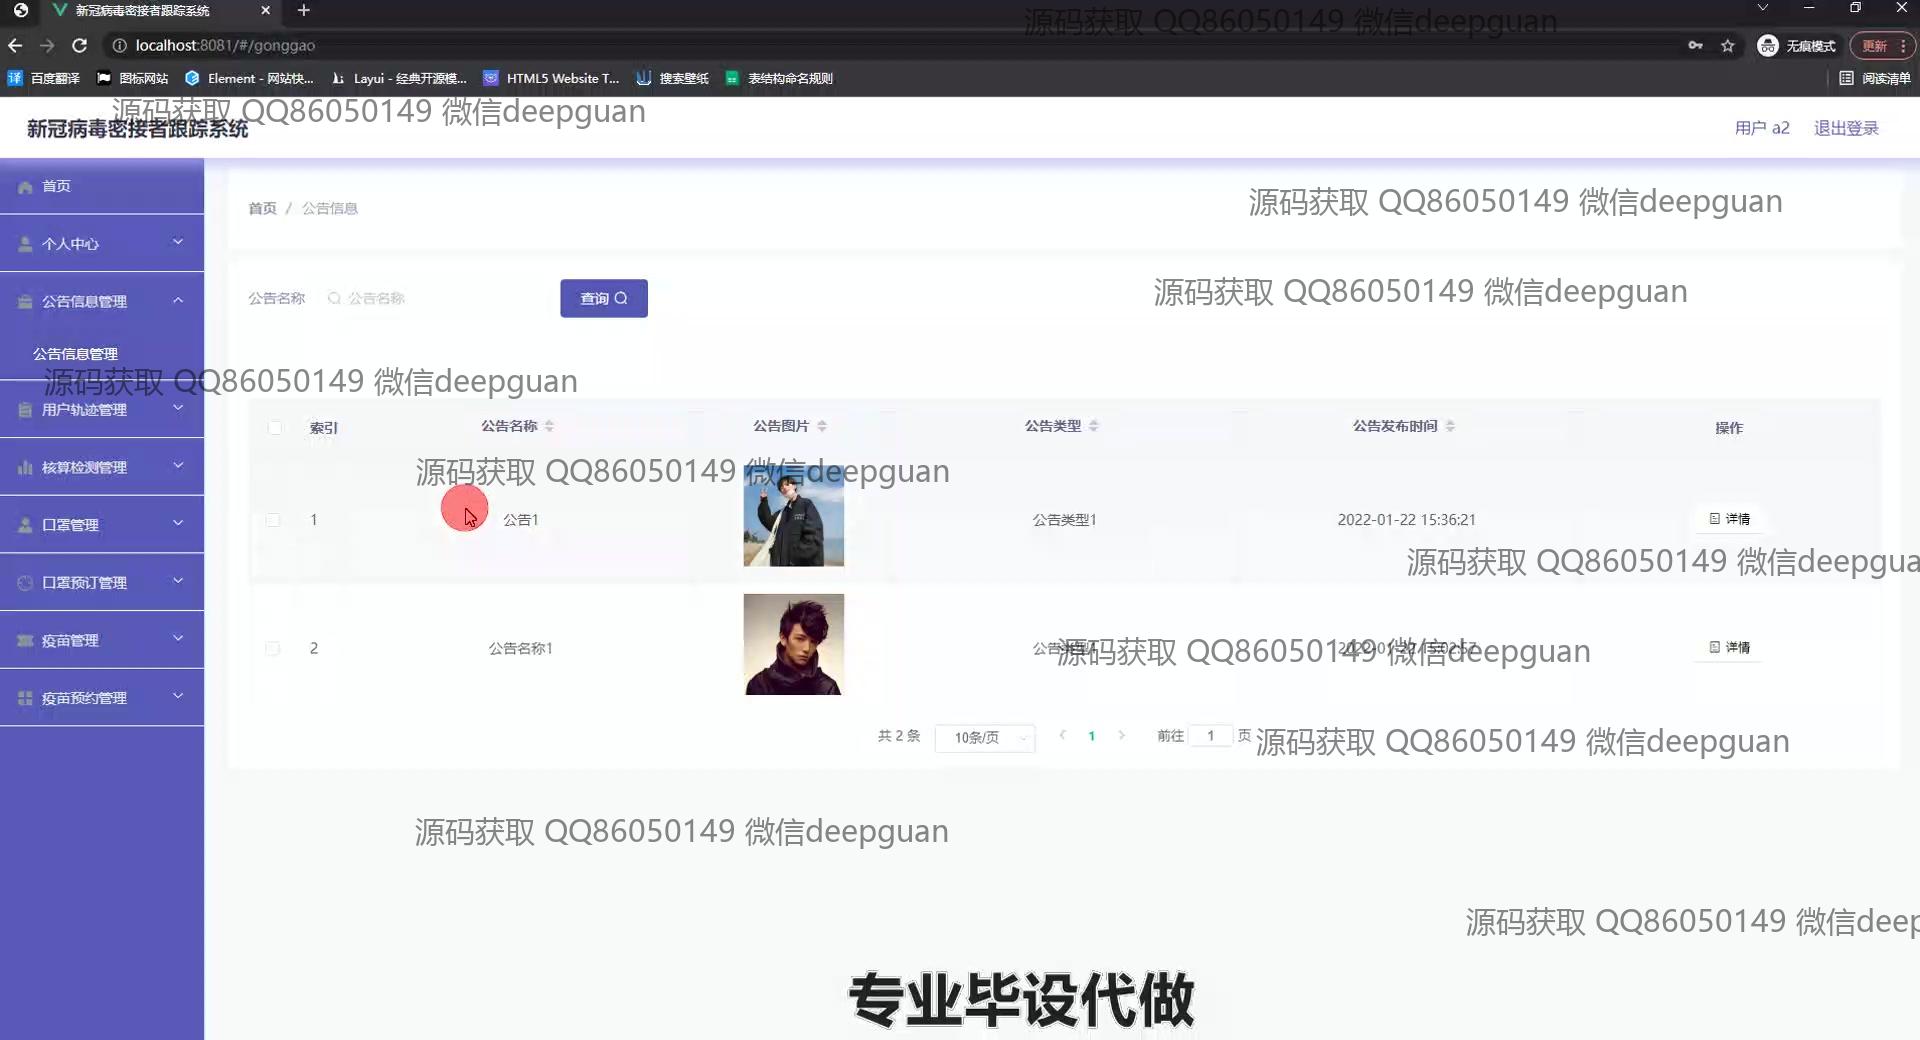 新冠病毒密接者跟踪系统
源码获取 QQ86050149 微信deepguan
localhost:8081/#/gonggao
无痕模式
更新
百度翻译
图标网站
Element - 网站快...
Layui - 经典开源模...
HTML5 Website T...
搜索壁纸
表结构命名规则
阅读清单
源码获取 QQ86050149 微信deepguan
新冠病毒密接者跟踪系统
用户 a2
退出登录
首页
个人中心
公告信息管理
公告信息管理
用户轨迹管理
核算检测管理
口罩管理
口罩预订管理
疫苗管理
疫苗预约管理
首页 / 公告信息
源码获取 QQ86050149 微信deepguan
公告名称
公告名称
查询
源码获取 QQ86050149 微信deepguan
源码获取 QQ86050149 微信deepguan
索引 公告名称 公告图片 公告类型 公告发布时间 操作
源码获取 QQ86050149 微信deepguan
1 公告1 公告类型1 2022-01-22 15:36:21 详情
源码获取 QQ86050149 微信deepgua
2 公告名称1 公告类型1 2022-01-22 15:02:57 详情
源码获取 QQ86050149 微信deepguan
共 2 条 10条/页 1 前往 1 页
源码获取 QQ86050149 微信deepguan
源码获取 QQ86050149 微信deepguan
源码获取 QQ86050149 微信deep
专业毕设代做